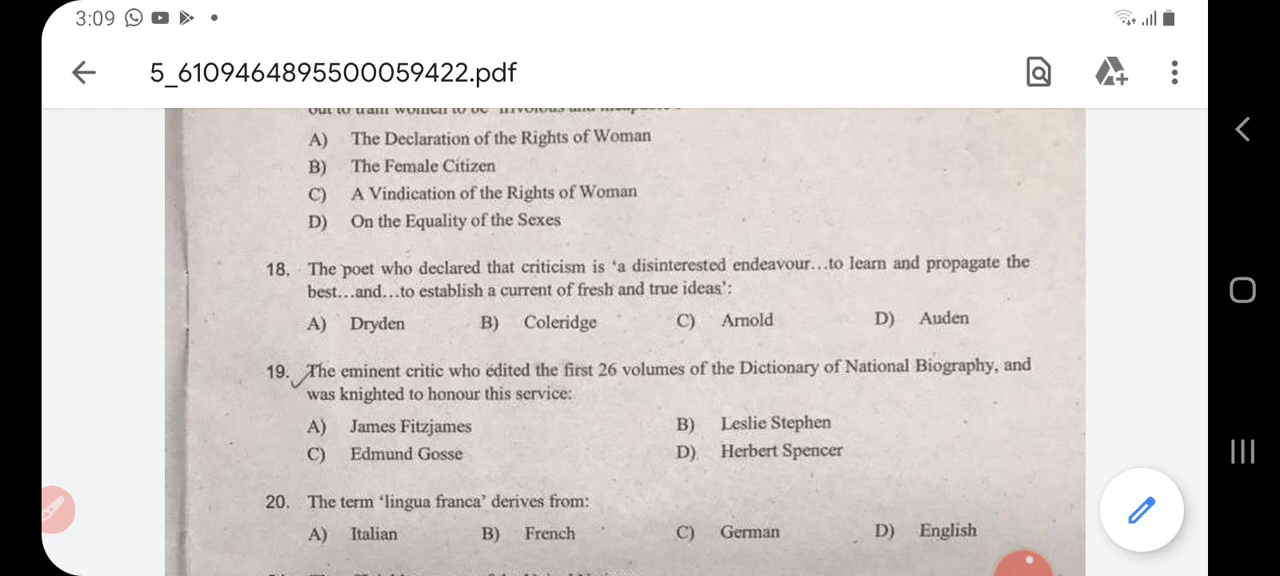 3:09
5_6109464895500059422.pdf
A) The Declaration of the Rights of Woman
B) The Female Citizen
C) A Vindication of the Rights of Woman
D) On the Equality of the Sexes
18. The poet who declared that criticism is ‘a disinterested endeavour…to learn and propagate the
best…and…to establish a current of fresh and true ideas’:
A) Dryden B) Coleridge C) Arnold D) Auden
19. The eminent critic who edited the first 26 volumes of the Dictionary of National Biography, and
was knighted to honour this service:
A) James Fitzjames B) Leslie Stephen
C) Edmund Gosse D) Herbert Spencer
20. The term ‘lingua franca’ derives from:
A) Italian B) French C) German D) English